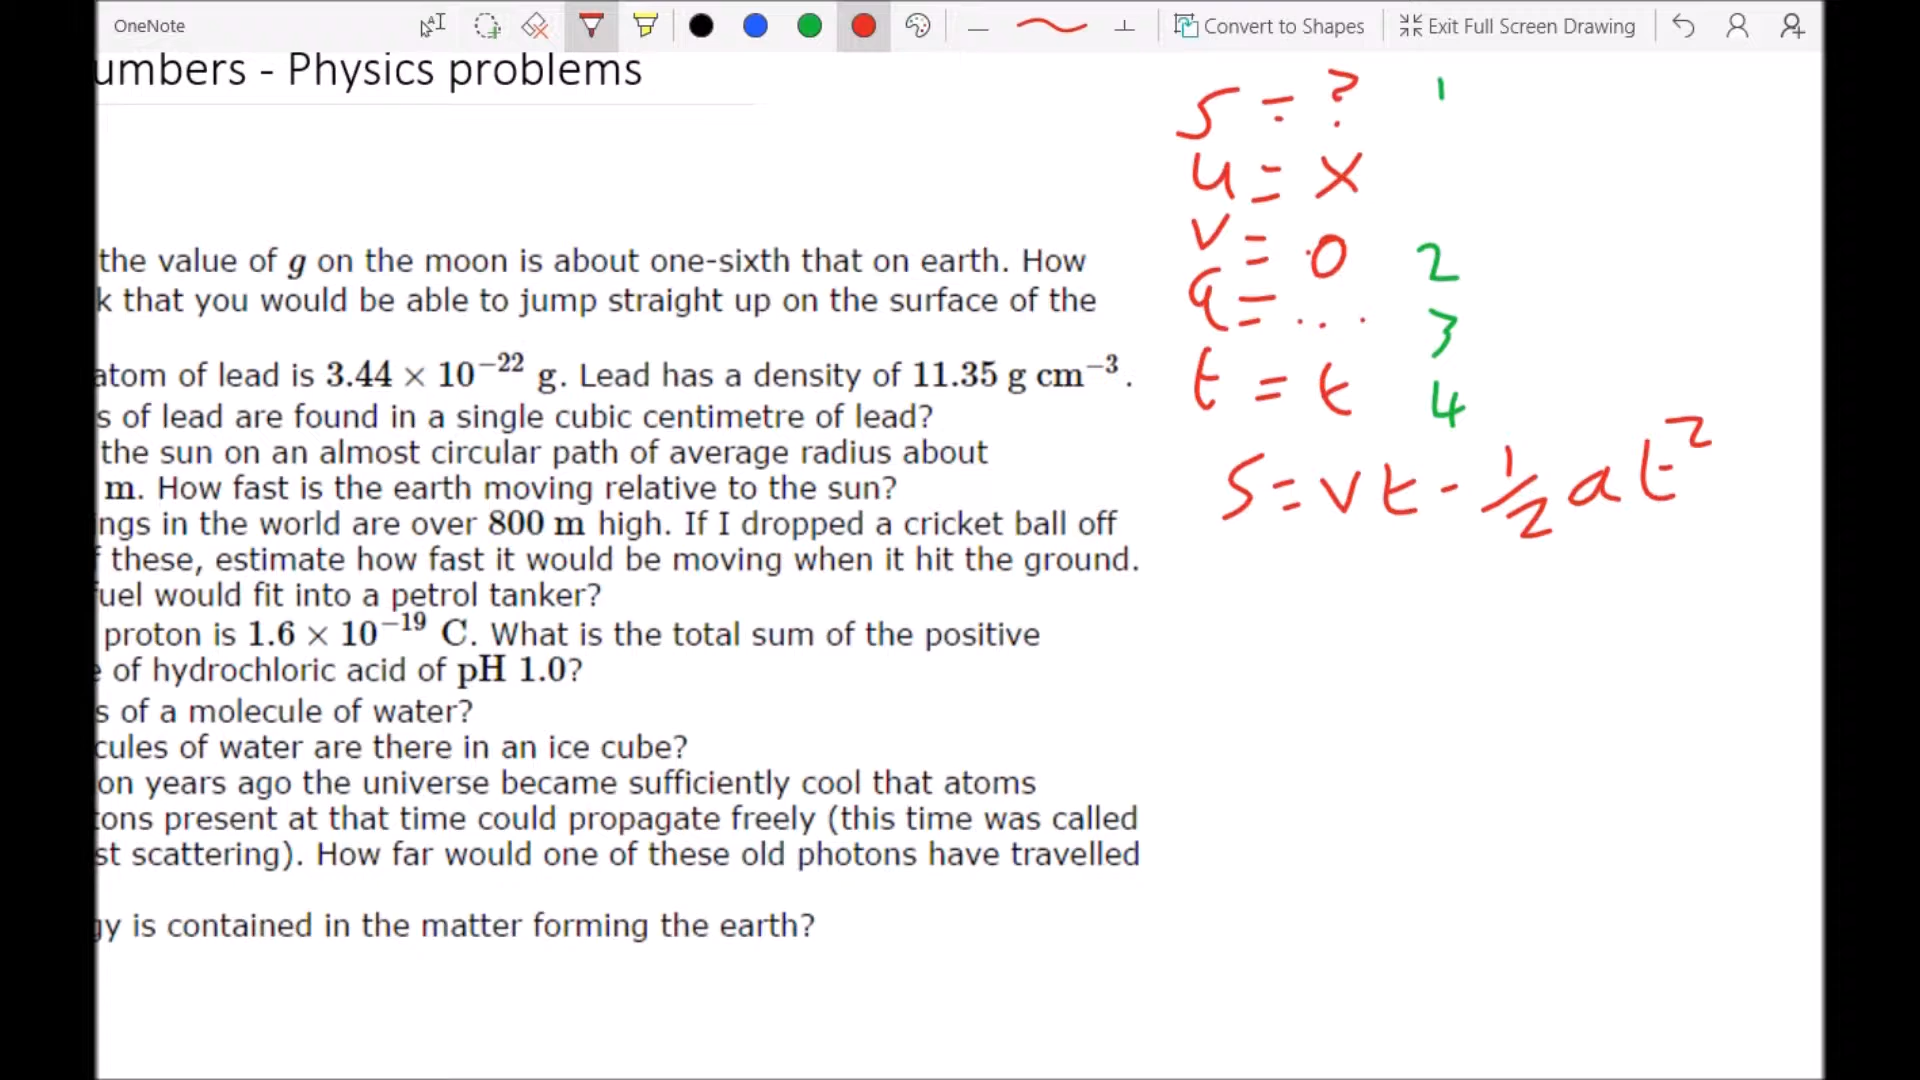 OneNote
Convert to Shapes
Exit Full Screen Drawing
umbers - Physics problems
the value of g on the moon is about one-sixth that on earth. How
k that you would be able to jump straight up on the surface of the
atom of lead is 3.44 × 10⁻²² g. Lead has a density of 11.35 g cm⁻³.
s of lead are found in a single cubic centimetre of lead?
the sun on an almost circular path of average radius about
m. How fast is the earth moving relative to the sun?
ings in the world are over 800 m high. If I dropped a cricket ball off
f these, estimate how fast it would be moving when it hit the ground.
uel would fit into a petrol tanker?
proton is 1.6 × 10⁻¹⁹ C. What is the total sum of the positive
e of hydrochloric acid of pH 1.0?
s of a molecule of water?
cules of water are there in an ice cube?
on years ago the universe became sufficiently cool that atoms
tons present at that time could propagate freely (this time was called
st scattering). How far would one of these old photons have travelled
gy is contained in the matter forming the earth?
s = ? 1
u = x
v = 0 2
a = ... 3
t = t 4
s = vt - 1/2 at²